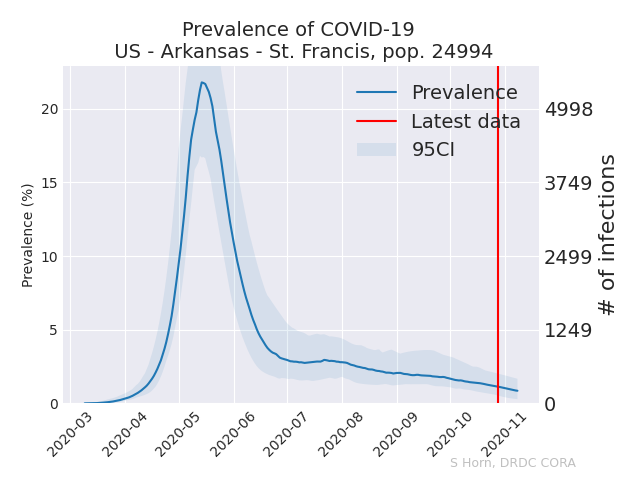 Prevalence of COVID-19
US - Arkansas - St. Francis, pop. 24994
Prevalence
Latest data
95CI
20
15
10
5
0
Prevalence (%)
4998
3749
2499
1249
0
# of infections
2020-03
2020-04
2020-05
2020-06
2020-07
2020-08
2020-09
2020-10
2020-11
S Horn, DRDC CORA